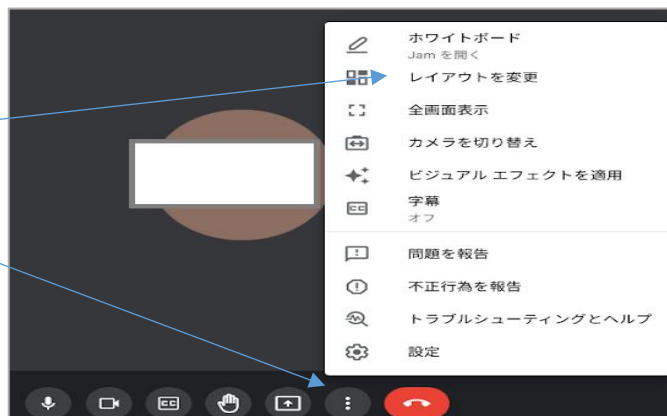 ホワイトボード
Jam を開く
レイアウトを変更
全画面表示
カメラを切り替え
ビジュアル エフェクトを適用
字幕
オフ
問題を報告
不正行為を報告
トラブルシューティングとヘルプ
設定